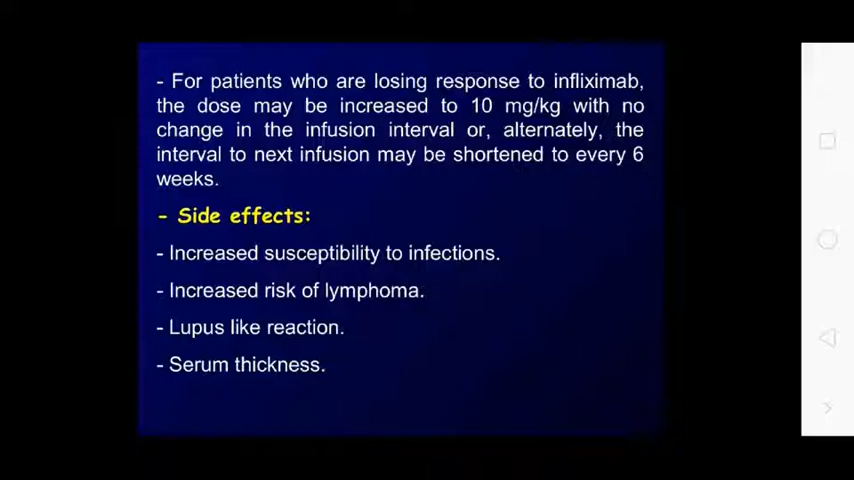 - For patients who are losing response to infliximab,
the dose may be increased to 10 mg/kg with no
change in the infusion interval or, alternately, the
interval to next infusion may be shortened to every 6
weeks.
- Side effects:
- Increased susceptibility to infections.
- Increased risk of lymphoma.
- Lupus like reaction.
- Serum thickness.